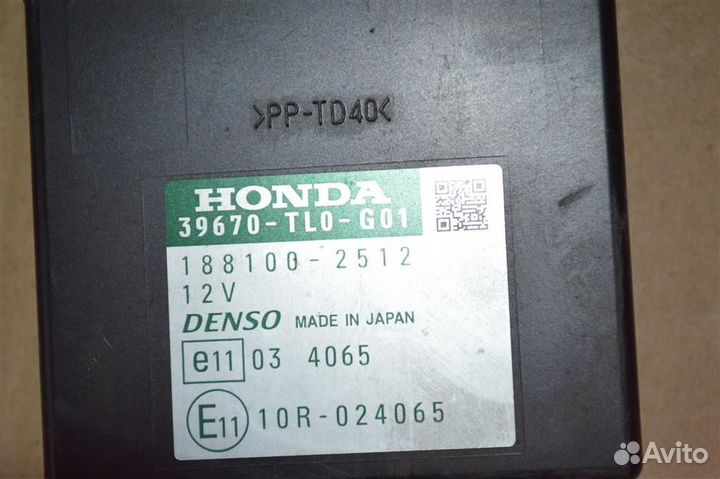 >PP-TD40<
HONDA
39670-TL0-G01
188100-2512
12V
DENSO MADE IN JAPAN
e11 03 4065
E11 10R-024065
Avito